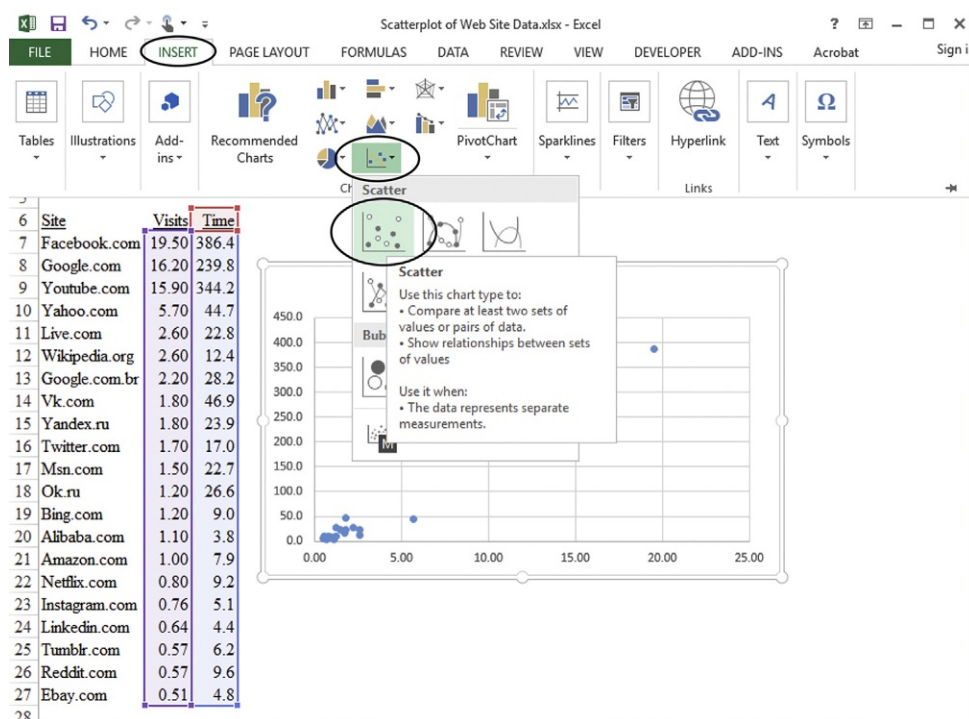 Scatterplot of Web Site Data.xlsx - Excel
?
FILE HOME INSERT PAGE LAYOUT FORMULAS DATA REVIEW VIEW DEVELOPER ADD-INS Acrobat Sign i
Tables
Illustrations
Add-
ins
Recommended
Charts
PivotChart
Sparklines
Filters
Hyperlink
Text
Symbols
Ch
Links
Scatter
6 Site Visits Time
7 Facebook.com 19.50 386.4
8 Google.com 16.20 239.8
9 Youtube.com 15.90 344.2
10 Yahoo.com 5.70 44.7
11 Live.com 2.60 22.8
12 Wikipedia.org 2.60 12.4
13 Google.com.br 2.20 28.2
14 Vk.com 1.80 46.9
15 Yandex.ru 1.80 23.9
16 Twitter.com 1.70 17.0
17 Msn.com 1.50 22.7
18 Ok.ru 1.20 26.6
19 Bing.com 1.20 9.0
20 Alibaba.com 1.10 3.8
21 Amazon.com 1.00 7.9
22 Netflix.com 0.80 9.2
23 Instagram.com 0.76 5.1
24 Linkedin.com 0.64 4.4
25 Tumblr.com 0.57 6.2
26 Reddit.com 0.57 9.6
27 Ebay.com 0.51 4.8
28
Scatter
Use this chart type to:
• Compare at least two sets of
values or pairs of data.
• Show relationships between sets
of values
Use it when:
• The data represents separate
measurements.
Bub
M
450.0
400.0
350.0
300.0
250.0
200.0
150.0
100.0
50.0
0.0
0.00 5.00 10.00 15.00 20.00 25.00